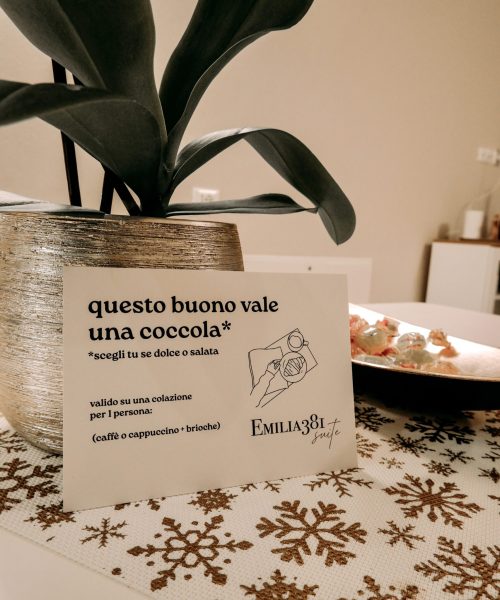 questo buono vale
una coccola*
*scegli tu se dolce o salata
valido su una colazione
per 1 persona:
(caffè o cappuccino + brioche)
EMILIA381
suite